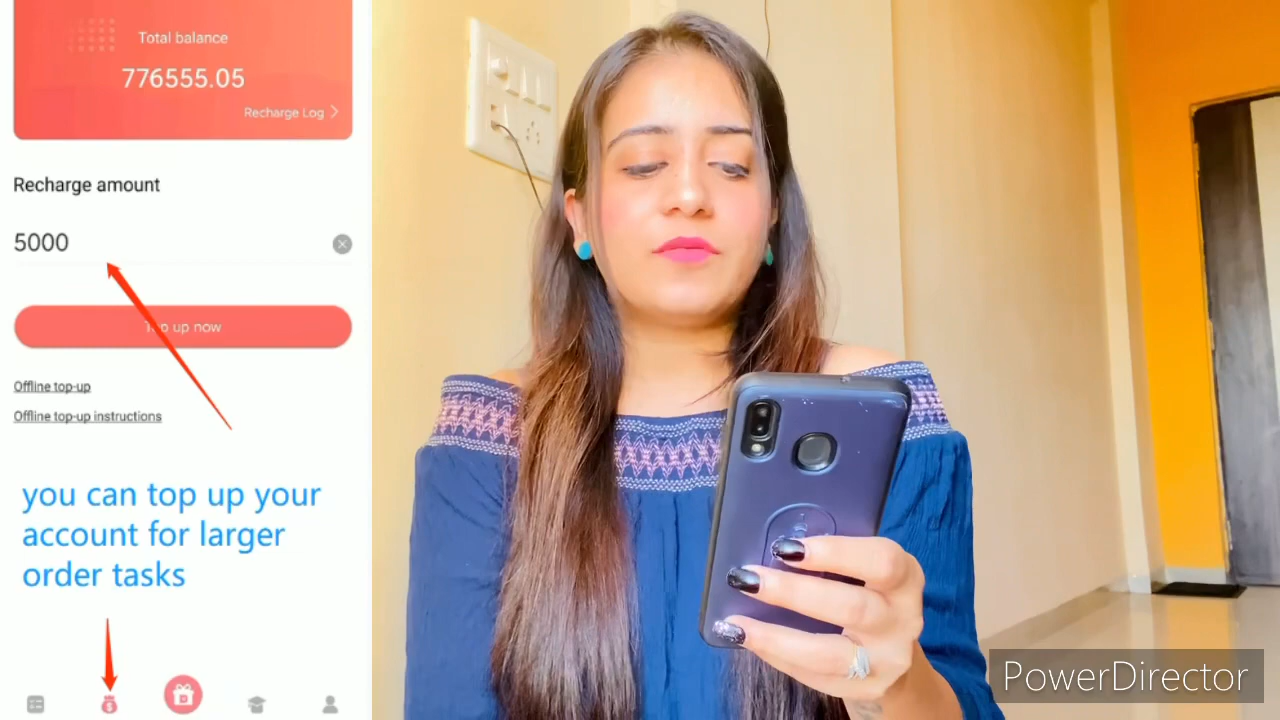 Total balance
776555.05
Recharge Log
Recharge amount
5000
Top up now
Offline top-up
Offline top-up instructions
you can top up your
account for larger
order tasks
PowerDirector